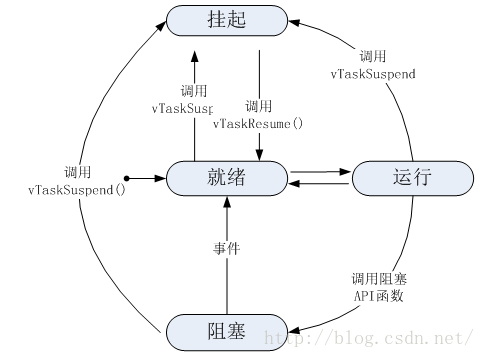 挂起
调用
vTaskSuspend
调用
vTaskSusp
调用
vTaskResume()
调用
vTaskSuspend()
就绪
运行
事件
调用阻塞
API函数
阻塞
http://blog.csdn.net/